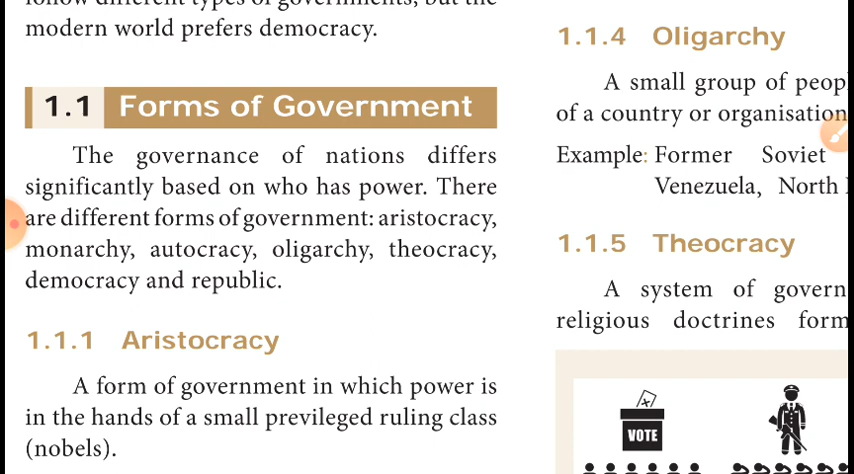 modern world prefers democracy.
1.1 Forms of Government
The governance of nations differs
significantly based on who has power. There
are different forms of government: aristocracy,
monarchy, autocracy, oligarchy, theocracy,
democracy and republic.
1.1.1 Aristocracy
A form of government in which power is
in the hands of a small previleged ruling class
(nobels).
1.1.4 Oligarchy
A small group of peop
of a country or organisation
Example: Former Soviet
Venezuela, North
1.1.5 Theocracy
A system of govern
religious doctrines form
VOTE